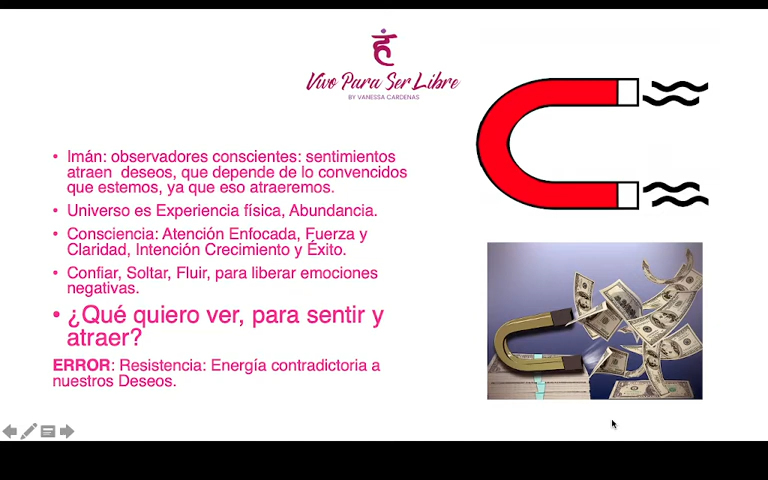 Vivo Para Ser Libre
BY VANESSA CARDENAS
• Imán: observadores conscientes: sentimientos
atraen deseos, que depende de lo convencidos
que estemos, ya que eso atraeremos.
• Universo es Experiencia física, Abundancia.
• Consciencia: Atención Enfocada, Fuerza y
Claridad, Intención Crecimiento y Éxito.
• Confiar, Soltar, Fluir, para liberar emociones
negativas.
• ¿Qué quiero ver, para sentir y
atraer?
ERROR: Resistencia: Energía contradictoria a
nuestros Deseos.